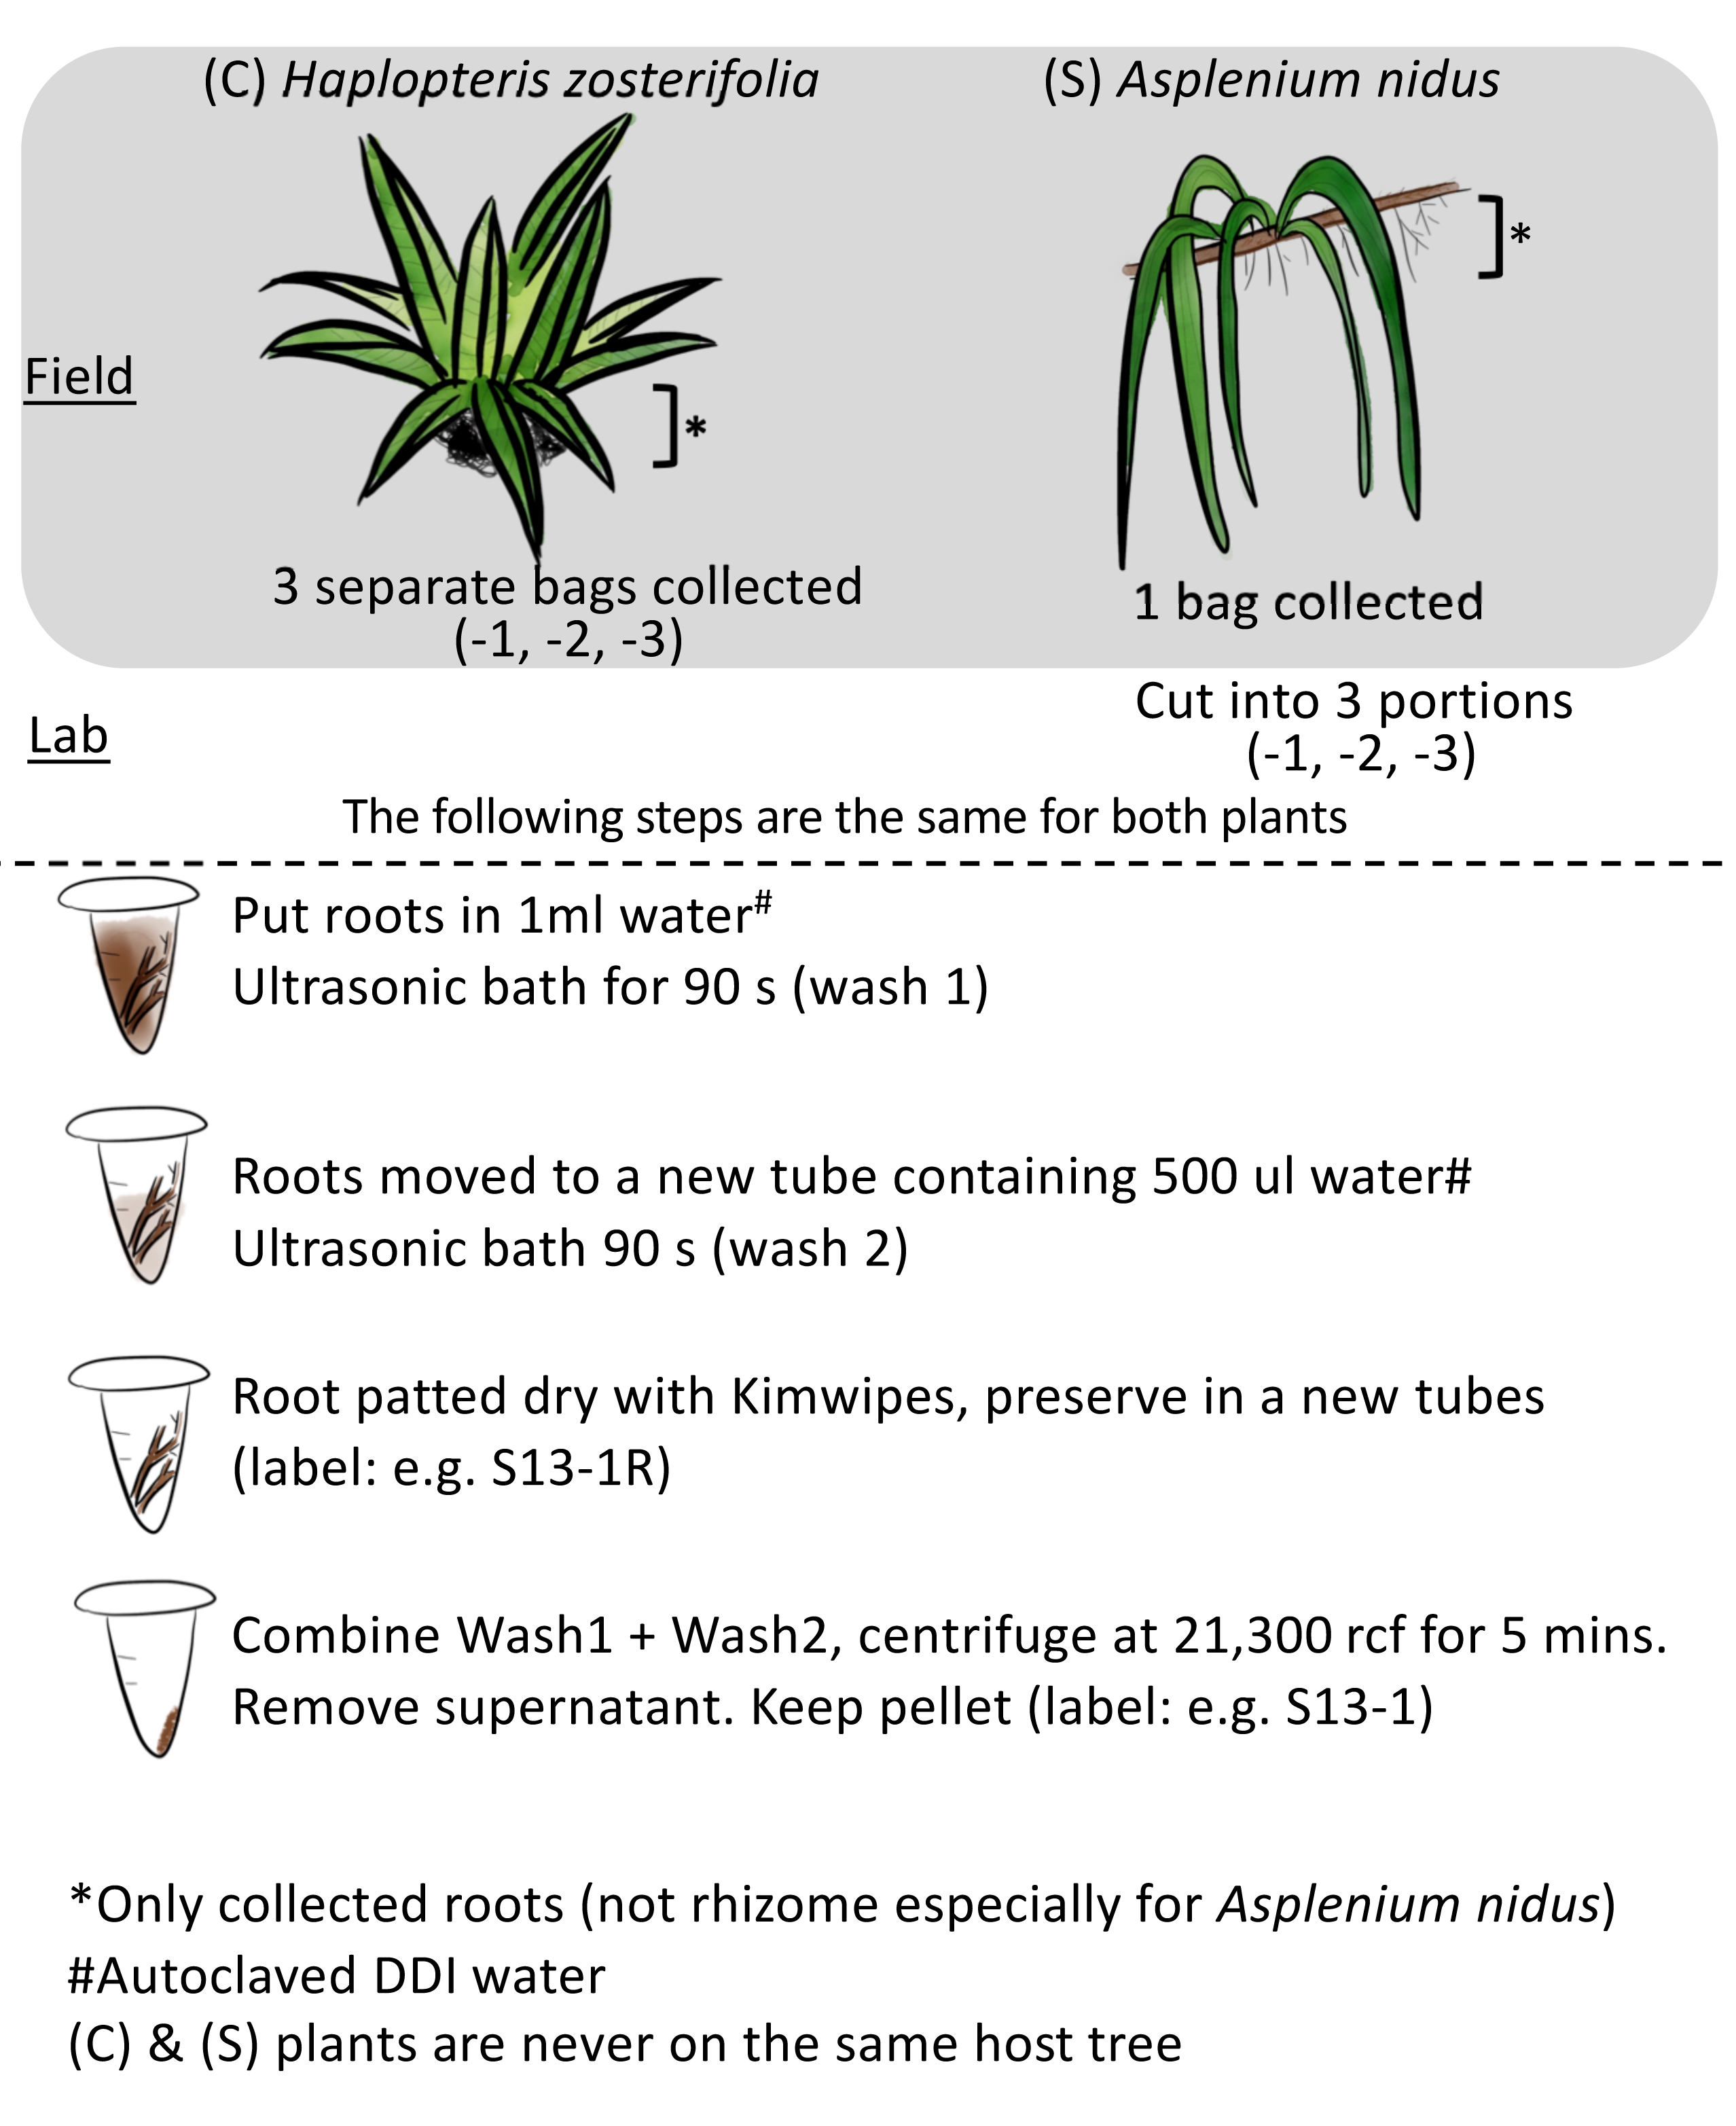 (C) Haplopteris zosterifolia
(S) Asplenium nidus
*
*
Field
3 separate bags collected
(-1, -2, -3)
1 bag collected
Cut into 3 portions
(-1, -2, -3)
Lab
The following steps are the same for both plants
Put roots in 1ml water#
Ultrasonic bath for 90 s (wash 1)
Roots moved to a new tube containing 500 ul water#
Ultrasonic bath 90 s (wash 2)
Root patted dry with Kimwipes, preserve in a new tubes
(label: e.g. S13-1R)
Combine Wash1 + Wash2, centrifuge at 21,300 rcf for 5 mins.
Remove supernatant. Keep pellet (label: e.g. S13-1)
*Only collected roots (not rhizome especially for Asplenium nidus)
#Autoclaved DDI water
(C) & (S) plants are never on the same host tree